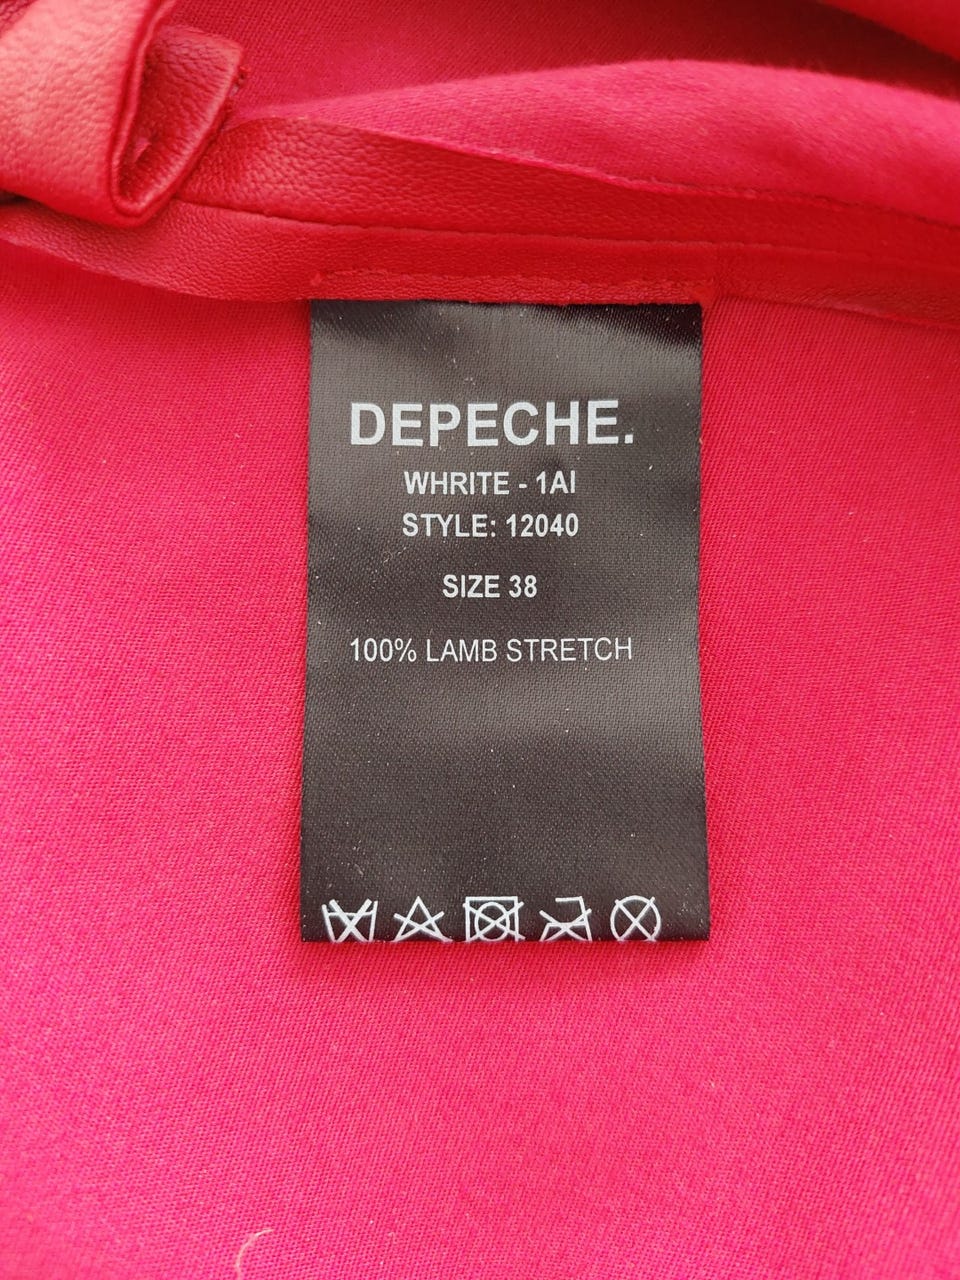 DEPECHE.
WHRITE - 1AI
STYLE: 12040
SIZE 38
100% LAMB STRETCH